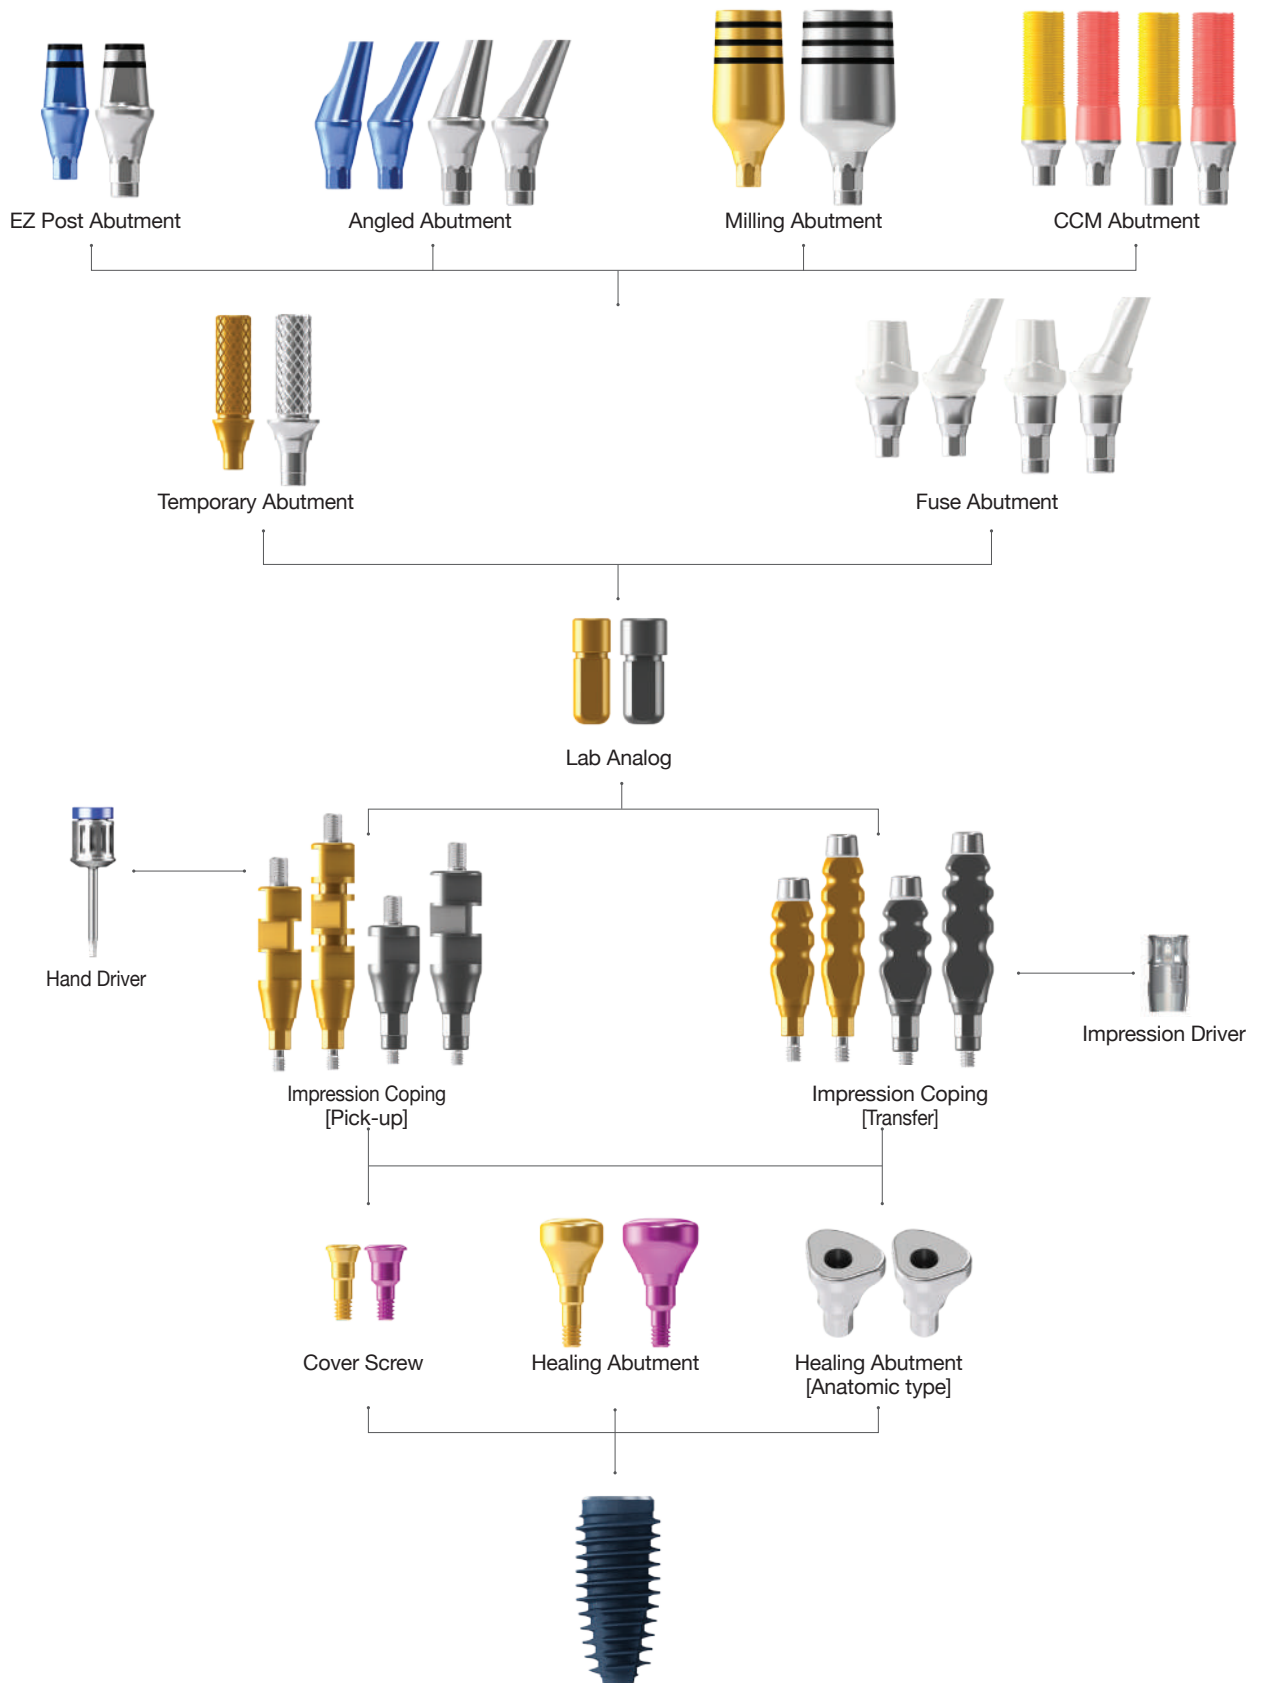 EZ Post Abutment
Angled Abutment
Milling Abutment
CCM Abutment
Temporary Abutment
Fuse Abutment
Lab Analog
Hand Driver
Impression Driver
Impression Coping
[Pick-up]
Impression Coping
[Transfer]
Cover Screw
Healing Abutment
Healing Abutment
[Anatomic type]